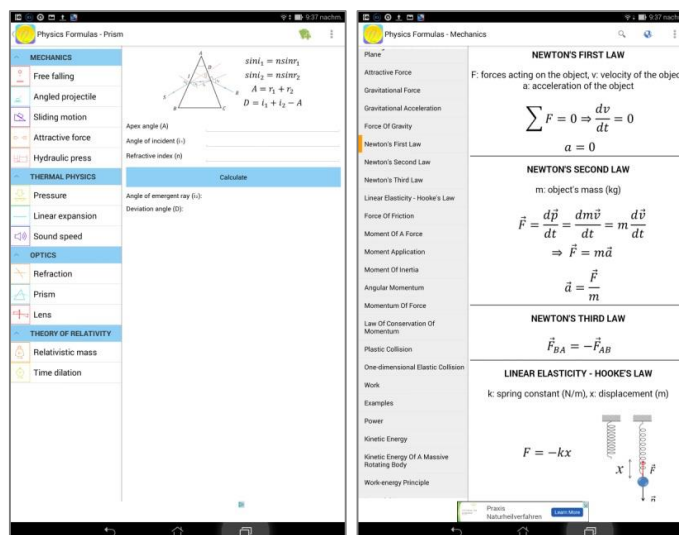 9:37 nachm.
Physics Formulas - Prism
MECHANICS
Free falling
Angled projectile
Sliding motion
Attractive force
Hydraulic press
THERMAL PHYSICS
Pressure
Linear expansion
Sound speed
OPTICS
Refraction
Prism
Lens
THEORY OF RELATIVITY
Relativistic mass
Time dilation
A
D
B
C
sini₁ = nsinr₁
sini₂ = nsinr₂
A = r₁ + r₂
D = i₁ + i₂ − A
Apex angle (A)
Angle of incident (i₁)
Refractive index (n)
Calculate
Angle of emergent ray (i₂):
Deviation angle (D):
9:37 nachm.
Physics Formulas - Mechanics
Plane
Attractive Force
Gravitational Force
Gravitational Acceleration
Force Of Gravity
Newton's First Law
Newton's Second Law
Newton's Third Law
Linear Elasticity - Hooke's Law
Force Of Friction
Moment Of A Force
Moment Application
Moment Of Inertia
Angular Momentum
Momentum Of Force
Law Of Conservation Of
Momentum
Plastic Collision
One-dimensional Elastic Collision
Work
Examples
Power
Kinetic Energy
Kinetic Energy Of A Massive
Rotating Body
Work-energy Principle
NEWTON'S FIRST LAW
F: forces acting on the object, v: velocity of the objec
a: acceleration of the object
∑ F = 0 ⇒ dv/dt = 0
a = 0
NEWTON'S SECOND LAW
m: object's mass (kg)
F⃗ = dp⃗/dt = dmv⃗/dt = m dv⃗/dt
⇒ F⃗ = ma⃗
a⃗ = F⃗/m
NEWTON'S THIRD LAW
F⃗BA = −F⃗AB
LINEAR ELASTICITY - HOOKE'S LAW
k: spring constant (N/m), x: displacement (m)
F = −kx
x
F⃗
Praxis
Naturheilverfahren
Learn More